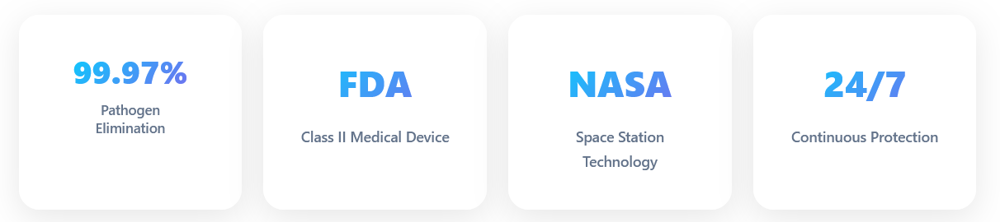 99.97%
Pathogen
Elimination
FDA
Class II Medical Device
NASA
Space Station
Technology
24/7
Continuous Protection